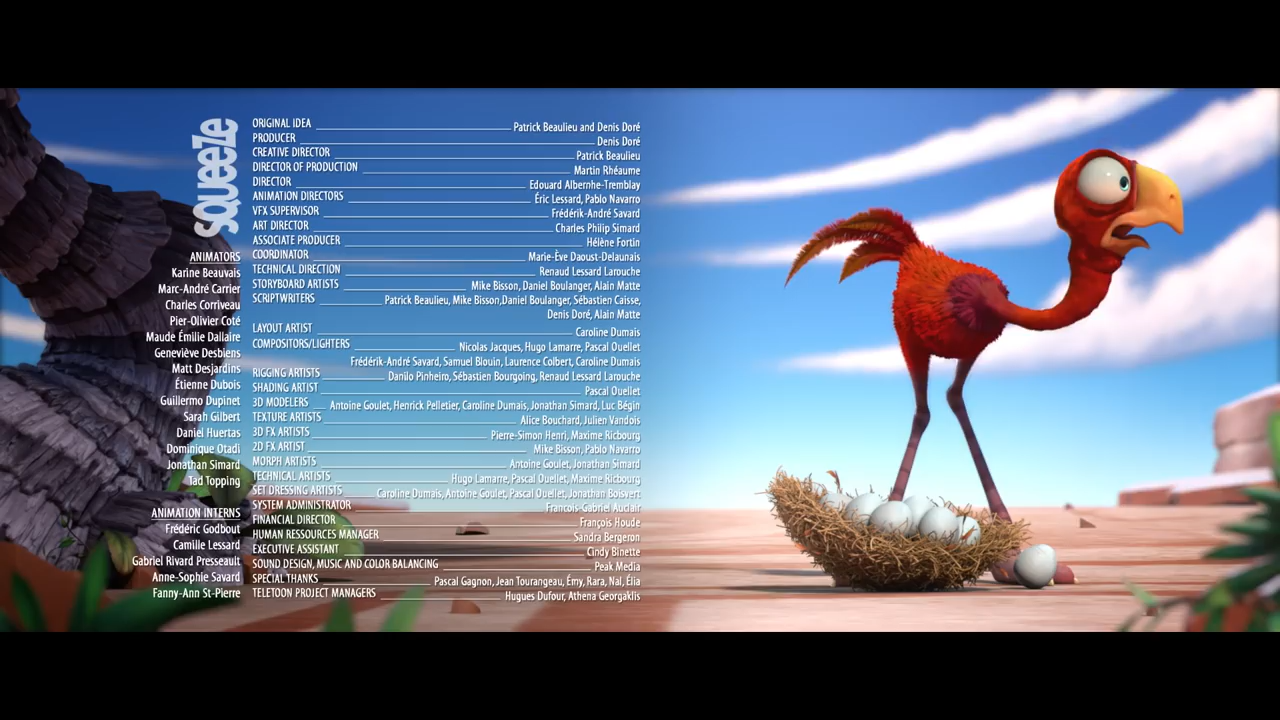 squeeze
ANIMATORS
Karine Beauvais
Marc-André Carrier
Charles Corriveau
Pier-Olivier Coté
Maude Émilie Dallaire
Geneviève Desbiens
Matt Desjardins
Étienne Dubois
Guillermo Dupinet
Sarah Gilbert
Daniel Huertas
Dominique Otadi
Jonathan Simard
Tad Topping
ANIMATION INTERNS
Frédéric Godbout
Camille Lessard
Gabriel Rivard Presseault
Anne-Sophie Savard
Fanny-Ann St-Pierre
ORIGINAL IDEA Patrick Beaulieu and Denis Doré
PRODUCER Denis Doré
CREATIVE DIRECTOR Patrick Beaulieu
DIRECTOR OF PRODUCTION Martin Rhéaume
DIRECTOR Edouard Albernhe-Tremblay
ANIMATION DIRECTORS Éric Lessard, Pablo Navarro
VFX SUPERVISOR Frédérik-André Savard
ART DIRECTOR Charles Philip Simard
ASSOCIATE PRODUCER Hélène Fortin
COORDINATOR Marie-Ève Daoust-Delaunais
TECHNICAL DIRECTION Renaud Lessard Larouche
STORYBOARD ARTISTS Mike Bisson, Daniel Boulanger, Alain Matte
SCRIPTWRITERS Patrick Beaulieu, Mike Bisson,Daniel Boulanger, Sébastien Caisse,
Denis Doré, Alain Matte
LAYOUT ARTIST Caroline Dumais
COMPOSITORS/LIGHTERS Nicolas Jacques, Hugo Lamarre, Pascal Ouellet
Frédérik-André Savard, Samuel Blouin, Laurence Colbert, Caroline Dumais
RIGGING ARTISTS Danilo Pinheiro, Sébastien Bourgoing, Renaud Lessard Larouche
SHADING ARTIST Pascal Ouellet
3D MODELERS Antoine Goulet, Henrick Pelletier, Caroline Dumais, Jonathan Simard, Luc Bégin
TEXTURE ARTISTS Alice Bouchard, Julien Vandois
3D FX ARTISTS Pierre-Simon Henri, Maxime Ricbourg
2D FX ARTIST Mike Bisson, Pablo Navarro
MORPH ARTISTS Antoine Goulet, Jonathan Simard
TECHNICAL ARTISTS Hugo Lamarre, Pascal Ouellet, Maxime Ricbourg
SET DRESSING ARTISTS Caroline Dumais, Antoine Goulet, Pascal Ouellet, Jonathan Boisvert
SYSTEM ADMINISTRATOR Francois-Gabriel Auclair
FINANCIAL DIRECTOR François Houde
HUMAN RESSOURCES MANAGER Sandra Bergeron
EXECUTIVE ASSISTANT Cindy Binette
SOUND DESIGN, MUSIC AND COLOR BALANCING Peak Media
SPECIAL THANKS Pascal Gagnon, Jean Tourangeau, Émy, Rara, Nal, Élia
TELETOON PROJECT MANAGERS Hugues Dufour, Athena Georgaklis